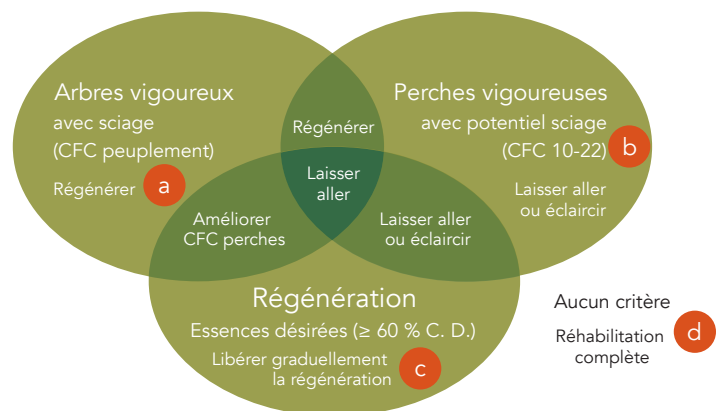 Arbres vigoureux
avec sciage
(CFC peuplement)
Régénérer
a
Régénérer
Perches vigoureuses
avec potentiel sciage
(CFC 10-22)
b
Laisser aller
ou éclaircir
Laisser
aller
Améliorer
CFC perches
Laisser aller
ou éclaircir
Régénération
Essences désirées (≥ 60 % C. D.)
Libérer graduellement
la régénération
c
Aucun critère
Réhabilitation
complète
d